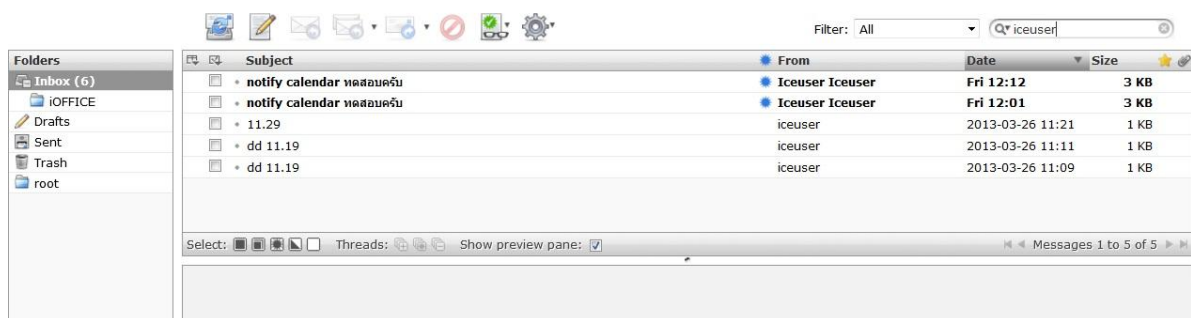 Filter: All iceuser
Folders Subject From Date Size
Inbox (6) notify calendar ทดสอบครับ Iceuser Iceuser Fri 12:12 3 KB
iOFFICE notify calendar ทดสอบครับ Iceuser Iceuser Fri 12:01 3 KB
Drafts 11.29 iceuser 2013-03-26 11:21 1 KB
Sent dd 11.19 iceuser 2013-03-26 11:11 1 KB
Trash dd 11.19 iceuser 2013-03-26 11:09 1 KB
root
Select: Threads: Show preview pane: Messages 1 to 5 of 5